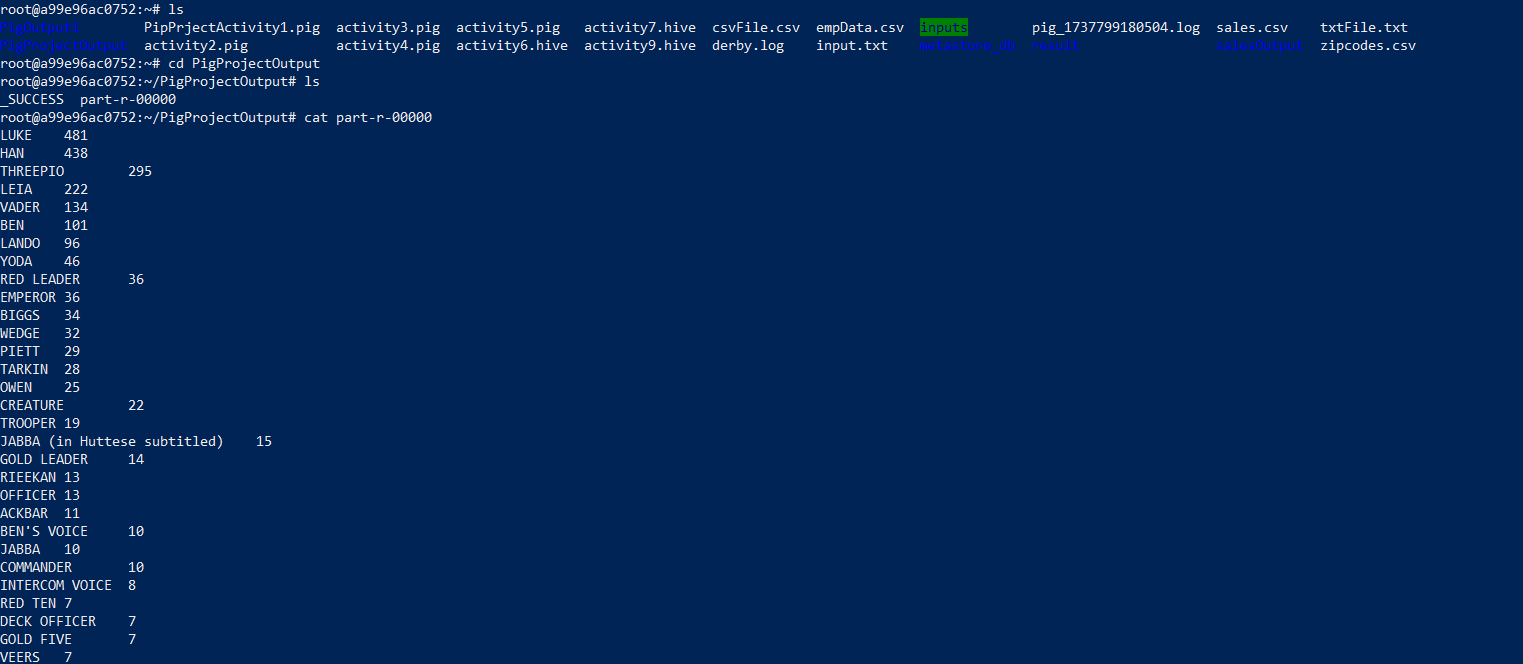 root@a99e96ac0752:~# ls
PipPrjectActivity1.pig activity3.pig activity5.pig activity7.hive csvFile.csv empData.csv inputs pig_1737799180504.log sales.csv txtFile.txt
PigProjectOutput activity2.pig activity4.pig activity6.hive activity9.hive derby.log input.txt metastore_db result salesOutput zipcodes.csv
root@a99e96ac0752:~# cd PigProjectOutput
root@a99e96ac0752:~/PigProjectOutput# ls
_SUCCESS part-r-00000
root@a99e96ac0752:~/PigProjectOutput# cat part-r-00000
LUKE 481
HAN 438
THREEPIO 295
LEIA 222
VADER 134
BEN 101
LANDO 96
YODA 46
RED LEADER 36
EMPEROR 36
BIGGS 34
WEDGE 32
PIETT 29
TARKIN 28
OWEN 25
CREATURE 22
TROOPER 19
JABBA (in Huttese subtitled) 15
GOLD LEADER 14
RIEEKAN 13
OFFICER 13
ACKBAR 11
BEN'S VOICE 10
JABBA 10
COMMANDER 10
INTERCOM VOICE 8
RED TEN 7
DECK OFFICER 7
GOLD FIVE 7
VEERS 7